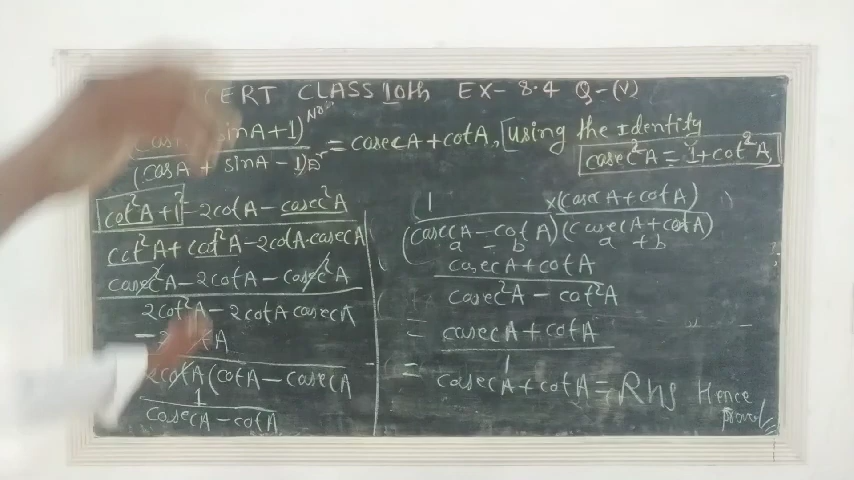 CERT CLASS 10th EX-8.4 Q-(V)
sinA+1) = cosecA + cotA, [using the Identity
(cosA + sinA - 1) cosec²A = 1 + cot²A
cot²A + 1 - 2cotA - cosec²A
cot²A + cot²A - 2cotA.cosecA
cosec²A - 2cotA - cosec²A
2cot²A - 2cotA cosecA
A
2cotA (cotA - cosecA
1
cosecA - cotA
(1 x(cosecA + cotA)
(cosecA - cotA)(cosecA + cotA)
a - b a + b
cosecA + cotA
cosec²A - cot²A
= cosecA + cotA
1
= cosecA + cotA = RHS Hence
proved